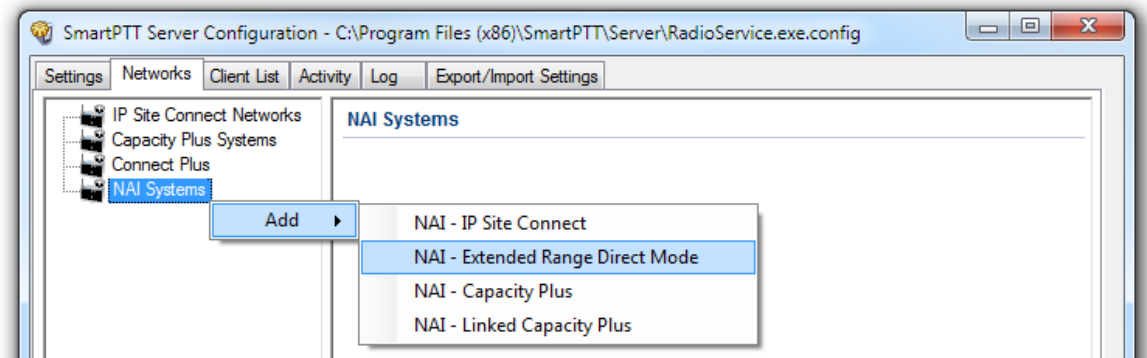 SmartPTT Server Configuration - C:\Program Files (x86)\SmartPTT\Server\RadioService.exe.config
Settings Networks Client List Activity Log Export/Import Settings
IP Site Connect Networks
Capacity Plus Systems
Connect Plus
NAI Systems
NAI Systems
Add
NAI - IP Site Connect
NAI - Extended Range Direct Mode
NAI - Capacity Plus
NAI - Linked Capacity Plus